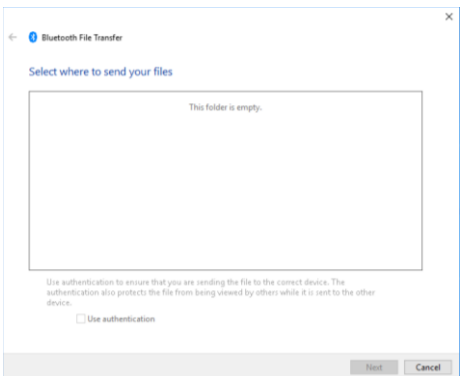 Bluetooth File Transfer
Select where to send your files
This folder is empty.
Use authentication to ensure that you are sending the file to the correct device. The
authentication also protects the file from being viewed by others while it is sent to the other
device.
Use authentication
Next Cancel